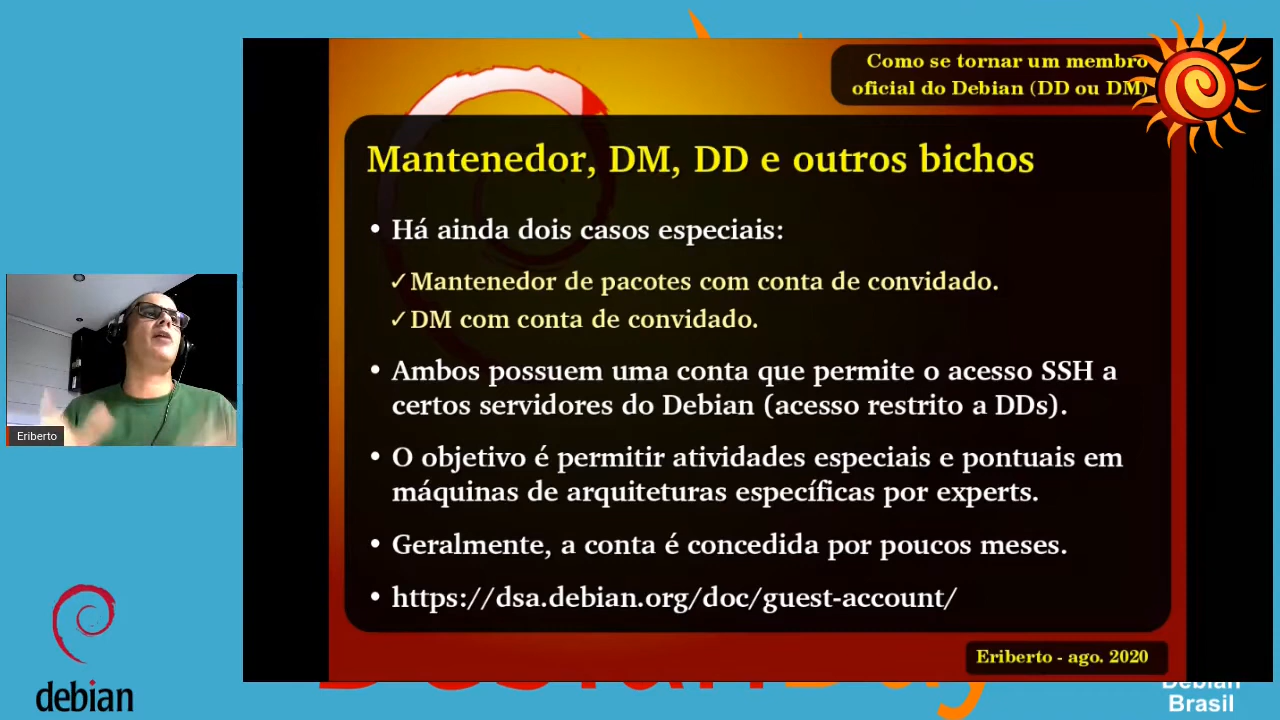 Como se tornar um membro
oficial do Debian (DD ou DM)
Mantenedor, DM, DD e outros bichos
• Há ainda dois casos especiais:
✓Mantenedor de pacotes com conta de convidado.
✓DM com conta de convidado.
• Ambos possuem uma conta que permite o acesso SSH a
certos servidores do Debian (acesso restrito a DDs).
• O objetivo é permitir atividades especiais e pontuais em
máquinas de arquiteturas específicas por experts.
• Geralmente, a conta é concedida por poucos meses.
• https://dsa.debian.org/doc/guest-account/
Eriberto - ago. 2020
Eriberto
debian
Debian
Brasil